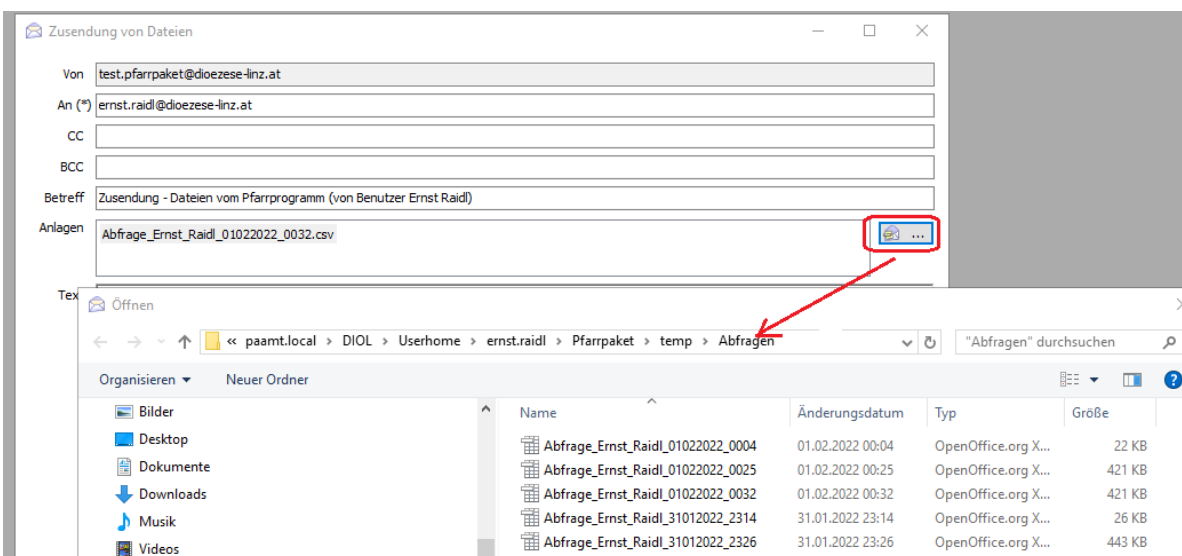 Zusendung von Dateien
Von test.pfarrpaket@dioezese-linz.at
An (*) ernst.raidl@dioezese-linz.at
CC
BCC
Betreff Zusendung - Dateien vom Pfarrprogramm (von Benutzer Ernst Raidl)
Anlagen Abfrage_Ernst_Raidl_01022022_0032.csv ...
Tex
Öffnen
« paamt.local > DIOL > Userhome > ernst.raidl > Pfarrpaket > temp > Abfragen "Abfragen" durchsuchen
Organisieren Neuer Ordner
Bilder Name Änderungsdatum Typ Größe
Desktop Abfrage_Ernst_Raidl_01022022_0004 01.02.2022 00:04 OpenOffice.org X... 22 KB
Dokumente Abfrage_Ernst_Raidl_01022022_0025 01.02.2022 00:25 OpenOffice.org X... 421 KB
Downloads Abfrage_Ernst_Raidl_01022022_0032 01.02.2022 00:32 OpenOffice.org X... 421 KB
Musik Abfrage_Ernst_Raidl_31012022_2314 31.01.2022 23:14 OpenOffice.org X... 26 KB
Videos Abfrage_Ernst_Raidl_31012022_2326 31.01.2022 23:26 OpenOffice.org X... 443 KB